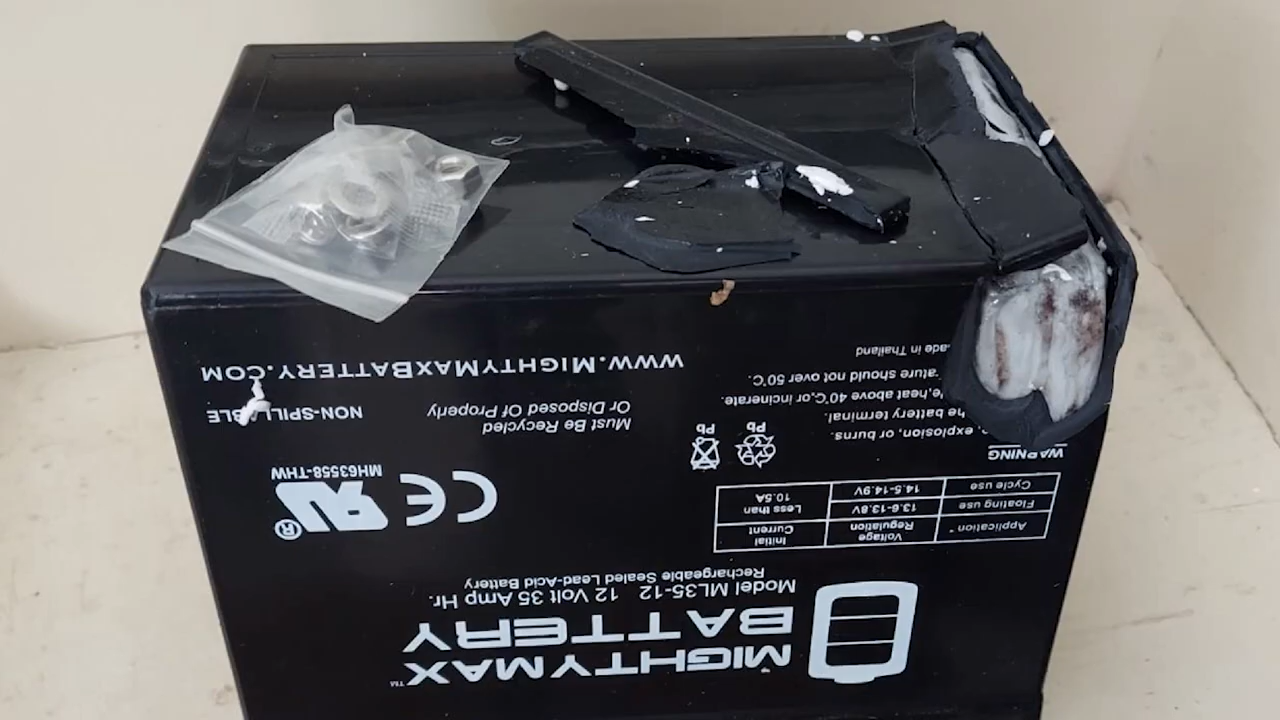 MIGHTYMAX™
BATTERY
Model ML35-12 12 Volt 35 Amp Hr.
Rechargeable Sealed Lead-Acid Battery
Application Voltage Regulation Initial Current
Floating use 13.6-13.8V Less than
Cycle use 14.5-14.9V 10.5A
®
CE
MH63558-THW
WARNING
explosion, or burns.
he battery terminal.
le,heat above 40°C,or incinerate.
ature should not over 50°C.
ade in Thailand
Pb Pb
Must Be Recycled
Or Disposed Of Properly
NON-SPILLABLE
WWW.MIGHTYMAXBATTERY.COM